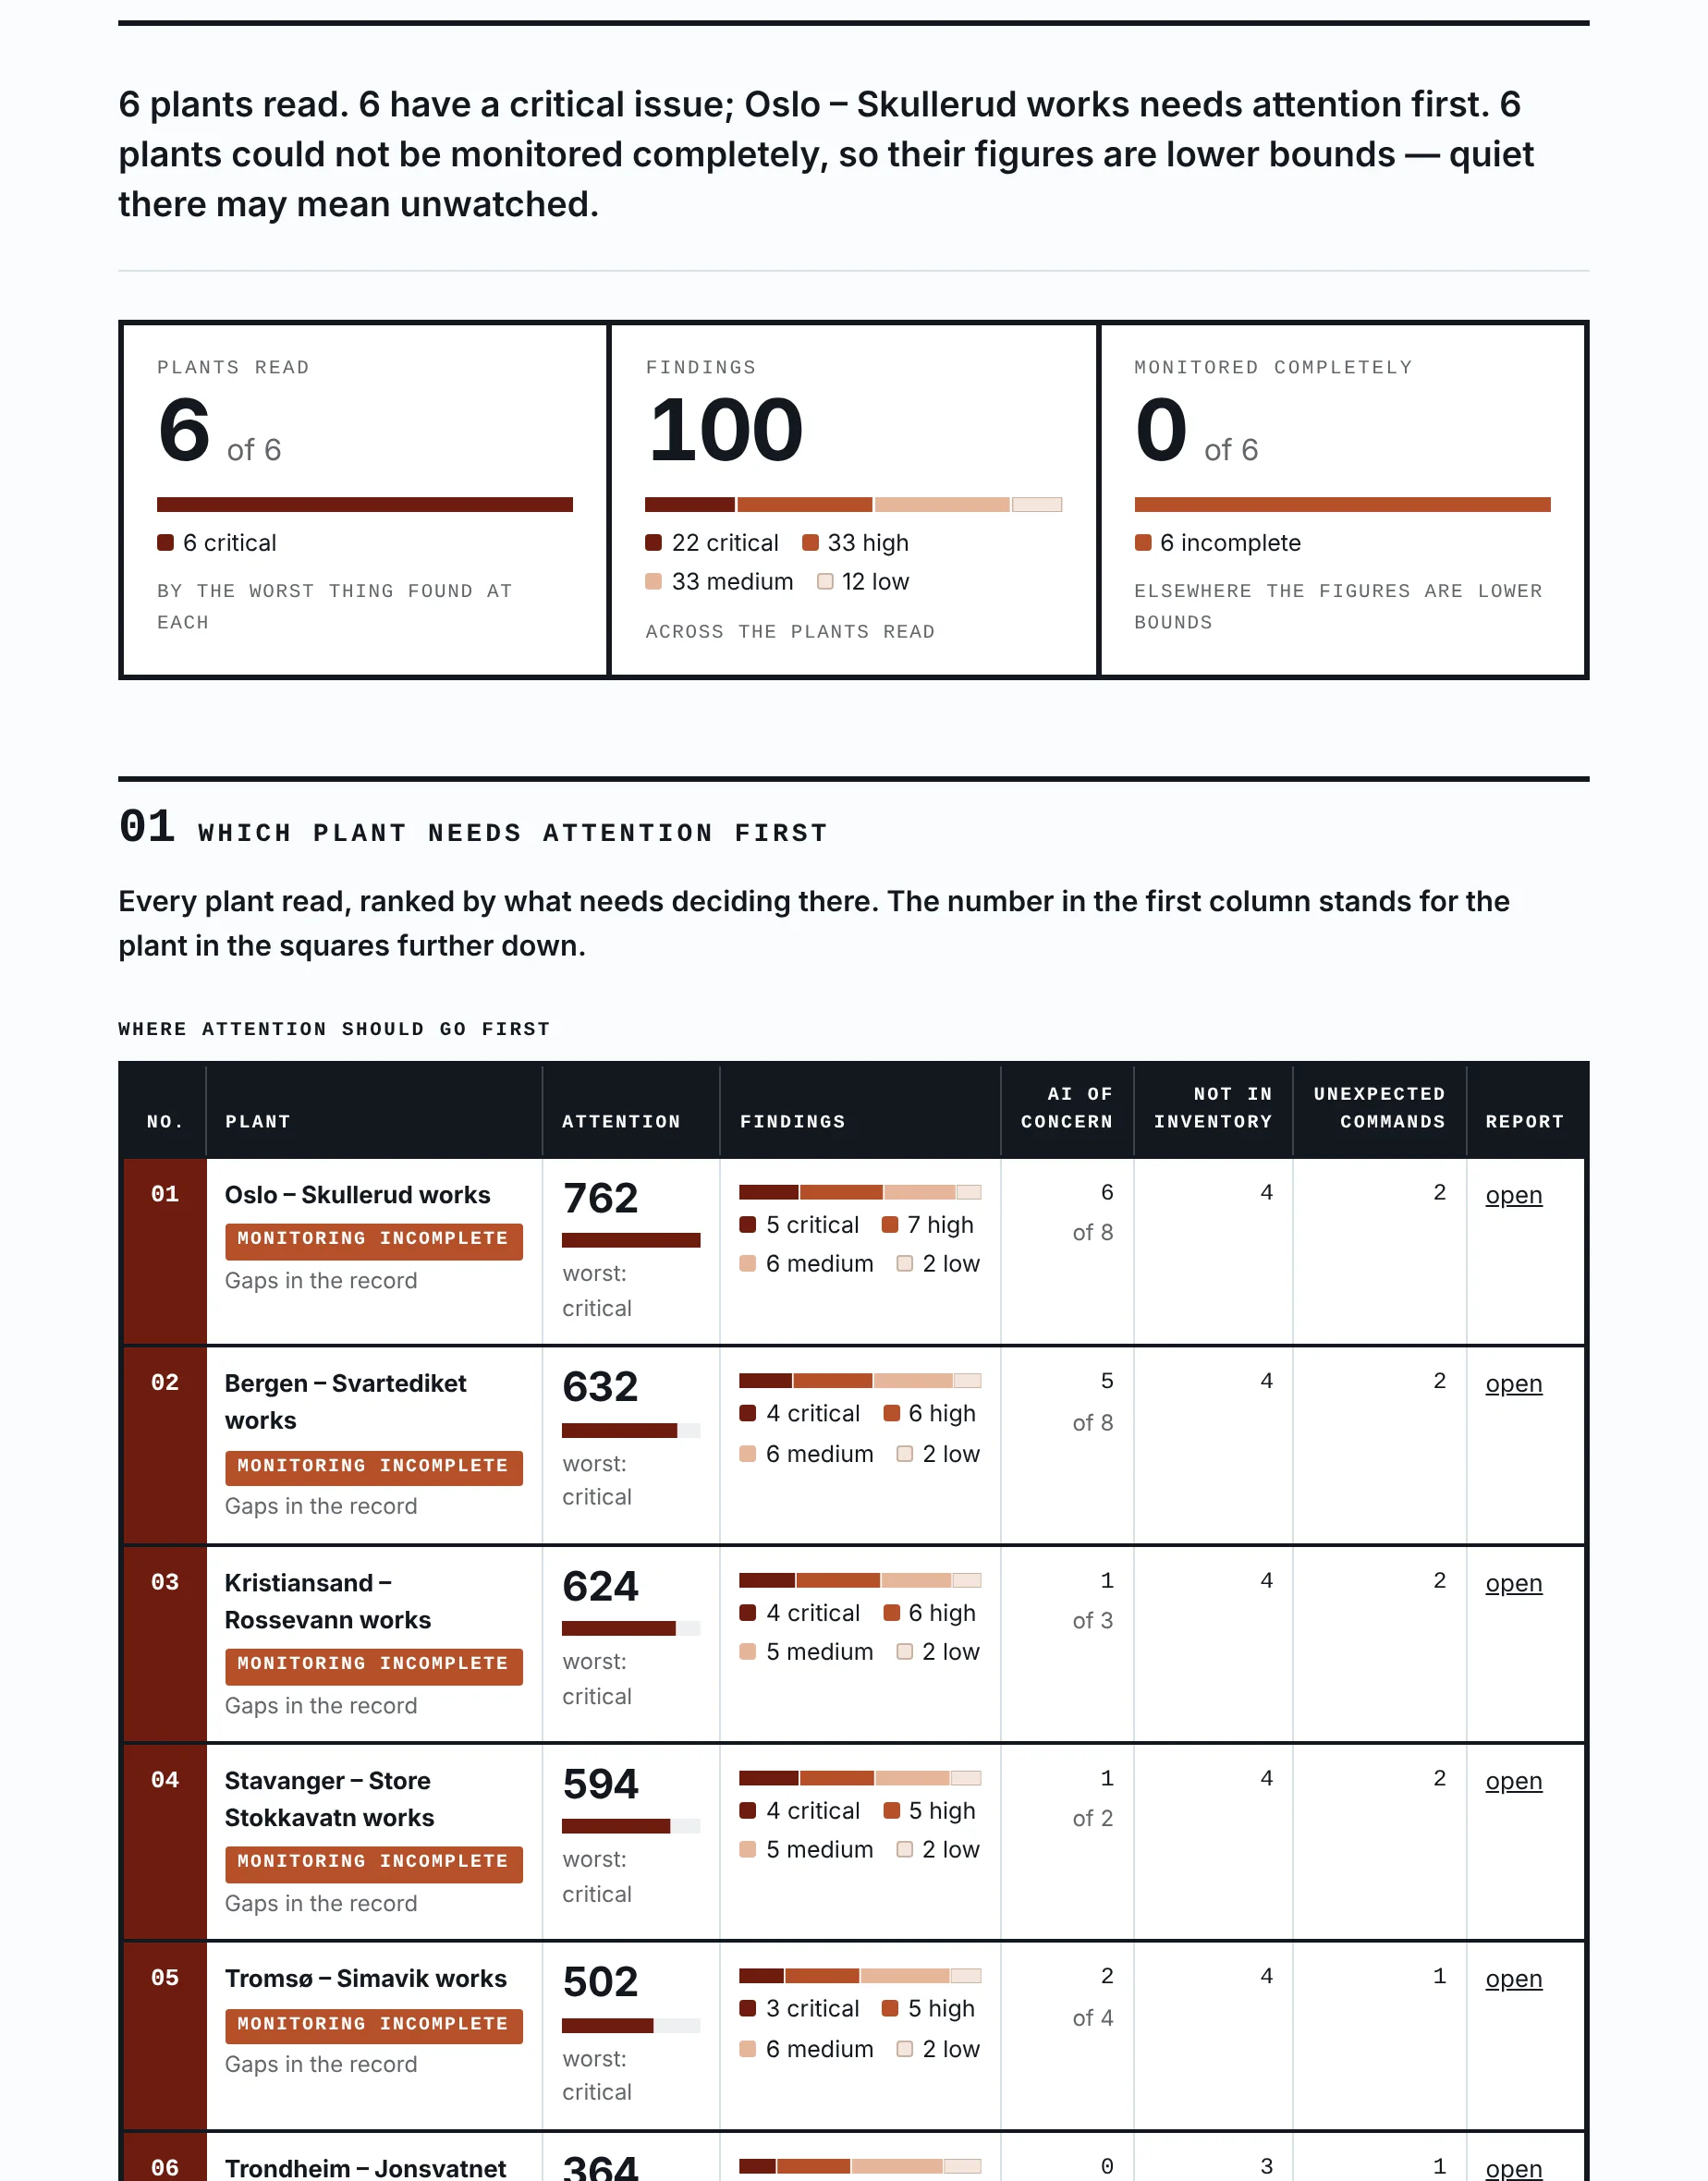 6 plants read. 6 have a critical issue; Oslo – Skullerud works needs attention first. 6
plants could not be monitored completely, so their figures are lower bounds — quiet
there may mean unwatched.
PLANTS READ
6 of 6
6 critical
BY THE WORST THING FOUND AT
EACH
FINDINGS
100
22 critical 33 high
33 medium 12 low
ACROSS THE PLANTS READ
MONITORED COMPLETELY
0 of 6
6 incomplete
ELSEWHERE THE FIGURES ARE LOWER
BOUNDS
01 WHICH PLANT NEEDS ATTENTION FIRST
Every plant read, ranked by what needs deciding there. The number in the first column stands for the
plant in the squares further down.
WHERE ATTENTION SHOULD GO FIRST
NO. PLANT ATTENTION FINDINGS AI OF CONCERN NOT IN INVENTORY UNEXPECTED COMMANDS REPORT
01 Oslo – Skullerud works 762 6 4 2 open
MONITORING INCOMPLETE 5 critical 7 high of 8
Gaps in the record worst: 6 medium 2 low
critical
02 Bergen – Svartediket 632 5 4 2 open
works 4 critical 6 high of 8
MONITORING INCOMPLETE worst: 6 medium 2 low
Gaps in the record critical
03 Kristiansand – 624 1 4 2 open
Rossevann works 4 critical 6 high of 3
MONITORING INCOMPLETE worst: 5 medium 2 low
Gaps in the record critical
04 Stavanger – Store 594 1 4 2 open
Stokkavatn works 4 critical 5 high of 2
MONITORING INCOMPLETE worst: 5 medium 2 low
Gaps in the record critical
05 Tromsø – Simavik works 502 2 4 1 open
MONITORING INCOMPLETE 3 critical 5 high of 4
Gaps in the record worst: 6 medium 2 low
critical
06 Trondheim – Jonsvatnet 364 0 3 1 open